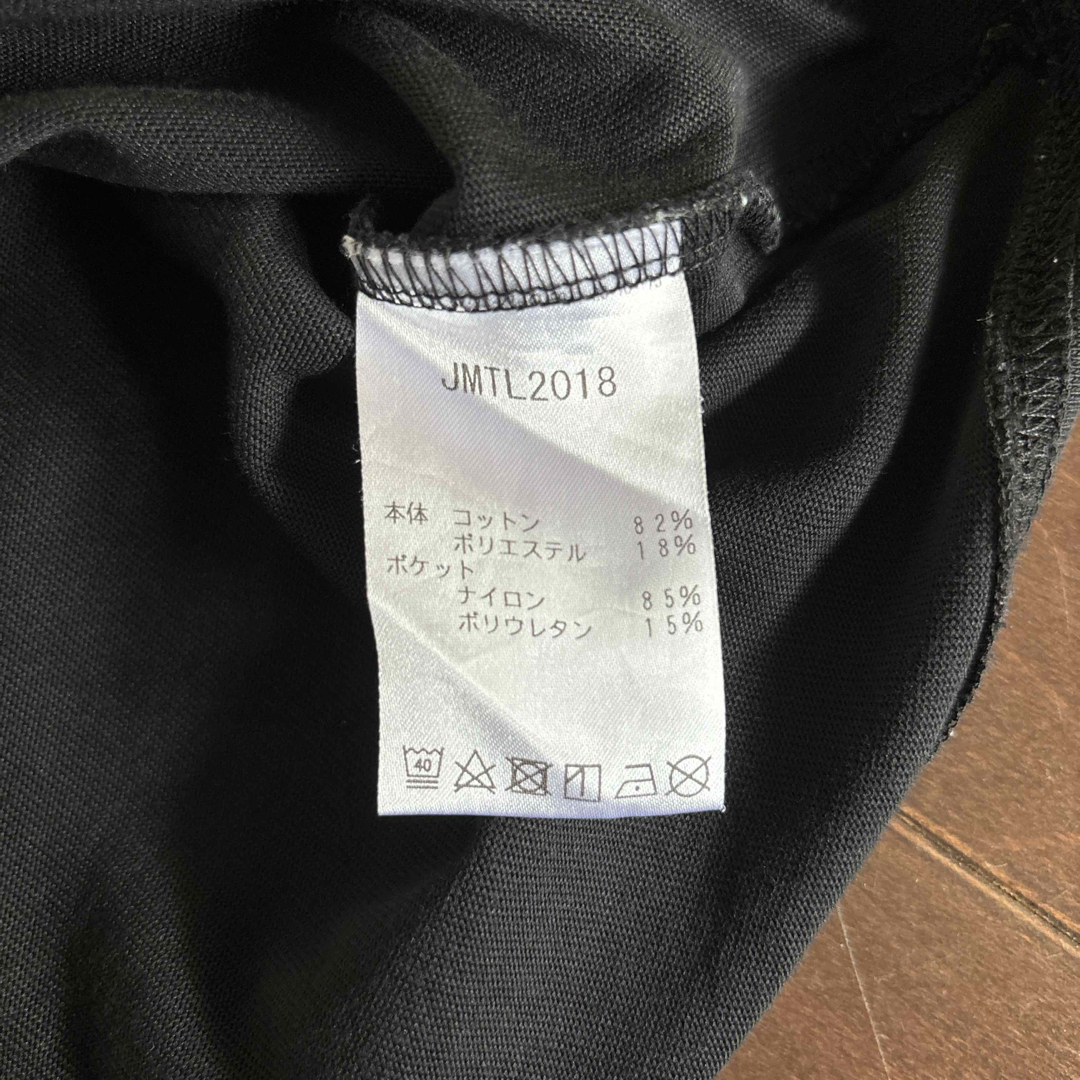 JMTL2018
本体 コットン 82%
ポリエステル 18%
ポケット
ナイロン 85%
ポリウレタン 15%
40